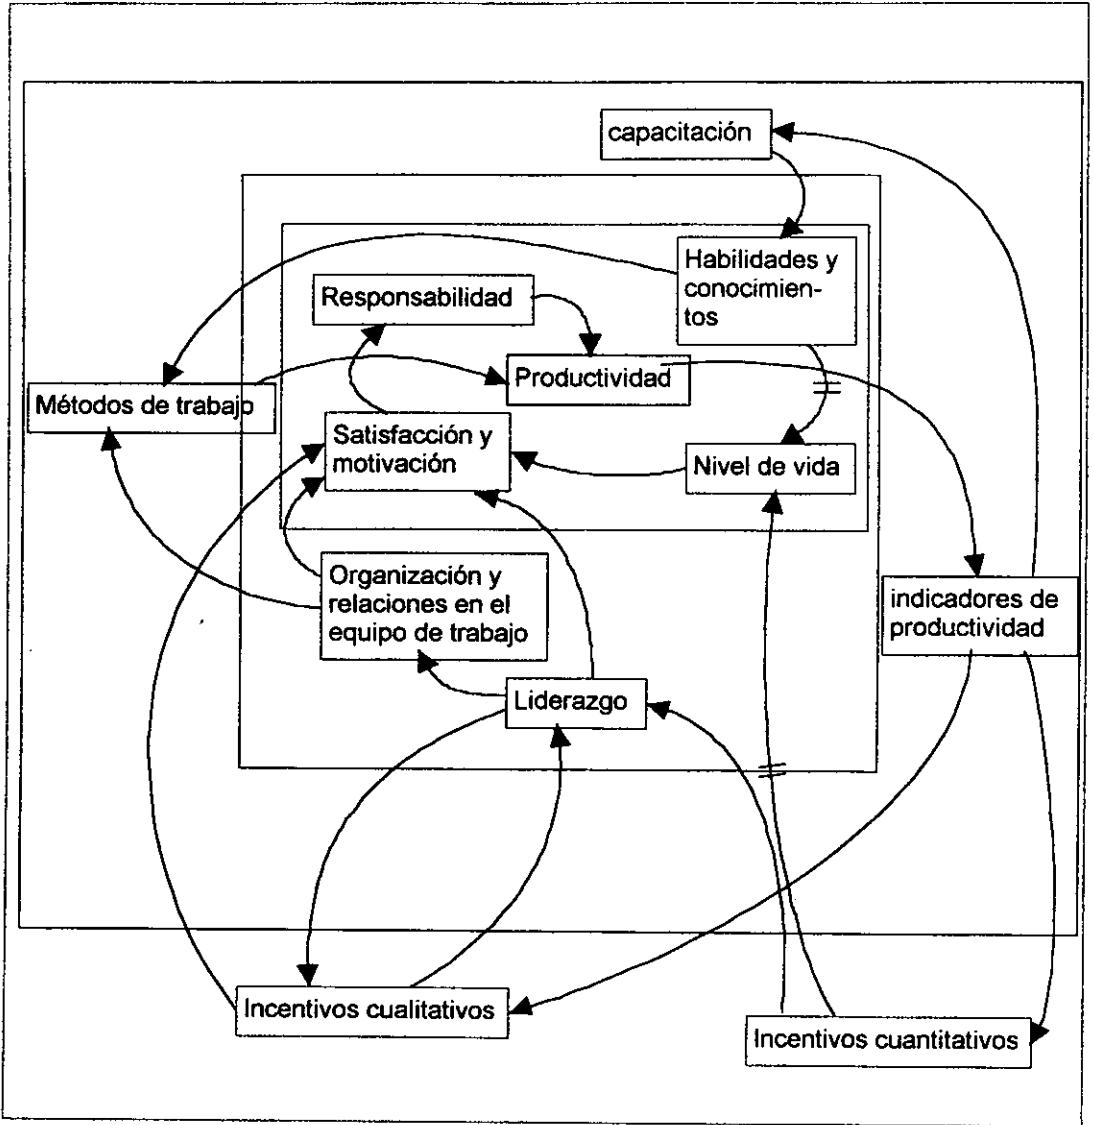 capacitación
Habilidades y
conocimien-
tos
Responsabilidad
Productividad
Métodos de trabajo
Satisfacción y
motivación
Nivel de vida
Organización y
relaciones en el
equipo de trabajo
indicadores de
productividad
Liderazgo
Incentivos cualitativos
Incentivos cuantitativos